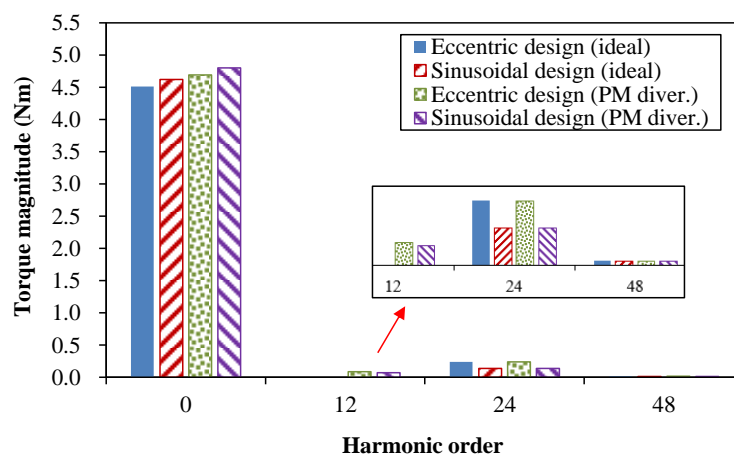 5.5
5.0
4.5
4.0
3.5
3.0
2.5
2.0
1.5
1.0
0.5
0.0
Torque magnitude (Nm)
Eccentric design (ideal)
Sinusoidal design (ideal)
Eccentric design (PM diver.)
Sinusoidal design (PM diver.)
12 24 48
0 12 24 48
Harmonic order